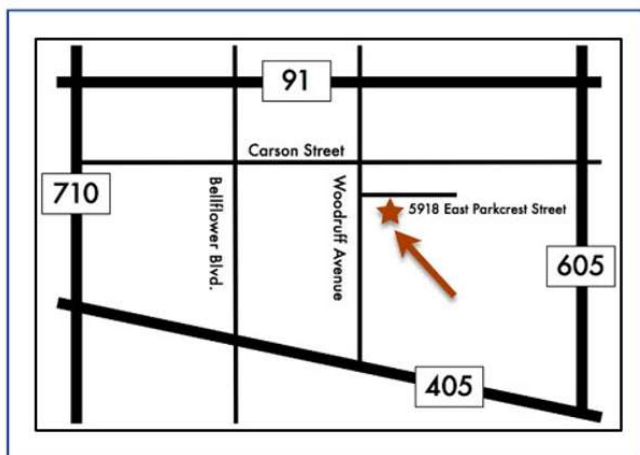 91
Carson Street
710
Bellflower Blvd.
Woodruff Avenue
5918 East Parkcrest Street
605
405